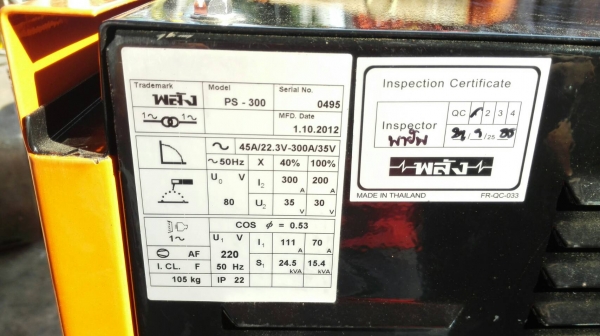 Trademark Model Serial No.
พลัง PS - 300 0495
MFD. Date
1~ 1~ 1.10.2012
~ 45A/22.3V-300A/35V
~ 50Hz X 40% 100%
U₀ V I₂ 300 A 200 A
80 U₂ 35 V 30 V
COS ϕ = 0.53
1~ U₁ V I₁ 111 A 70 A
AF 220
I. CL. F 50 Hz S₁ 24.5 kVA 15.4 kVA
105 kg IP 22
Inspection Certificate
QC 2 3 4
Inspector
พลัง
MADE IN THAILAND FR-QC-033